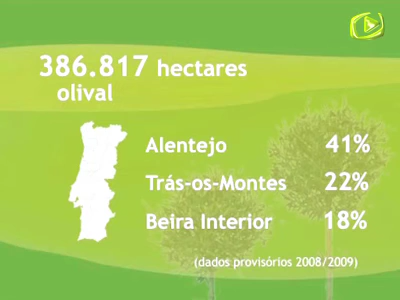 386.817 hectares
olival
Alentejo 41%
Trás-os-Montes 22%
Beira Interior 18%
(dados provisórios 2008/2009)